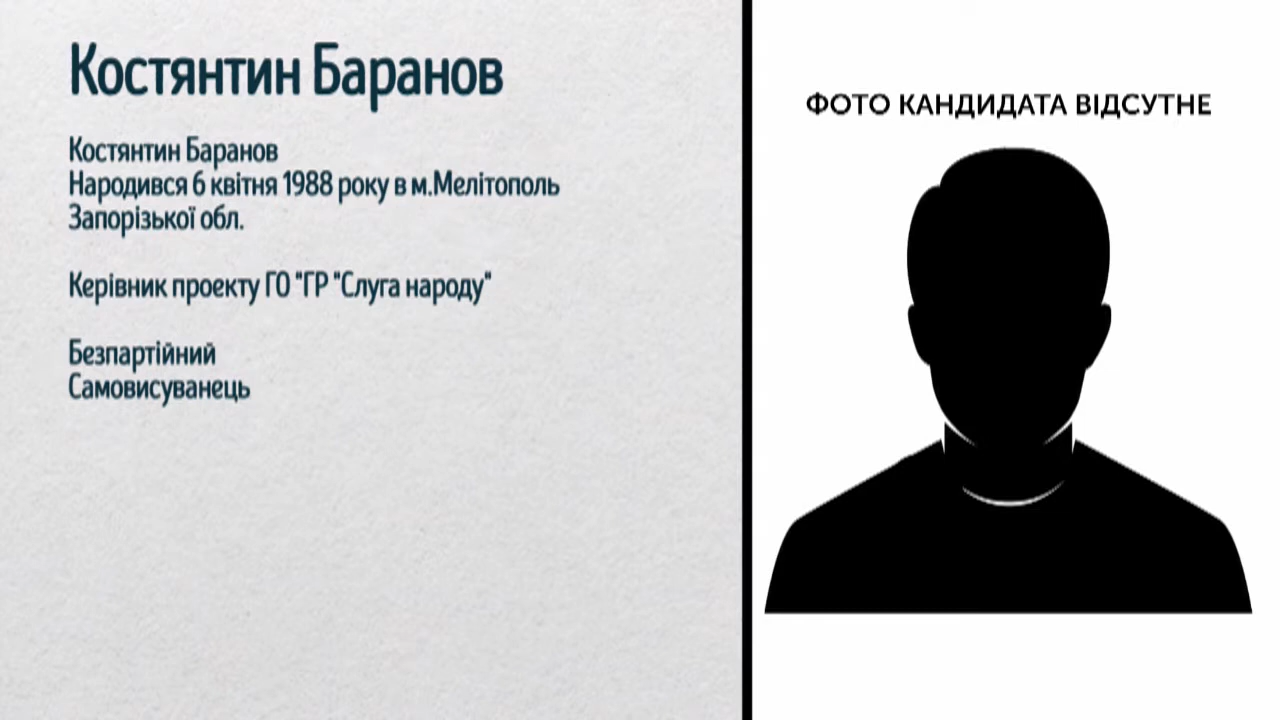 Костянтин Баранов
Костянтин Баранов
Народився 6 квітня 1988 року в м.Мелітополь
Запорізької обл.
Керівник проекту ГО "ГР "Слуга народу"
Безпартійний
Самовисуванець
ФОТО КАНДИДАТА ВІДСУТНЕ